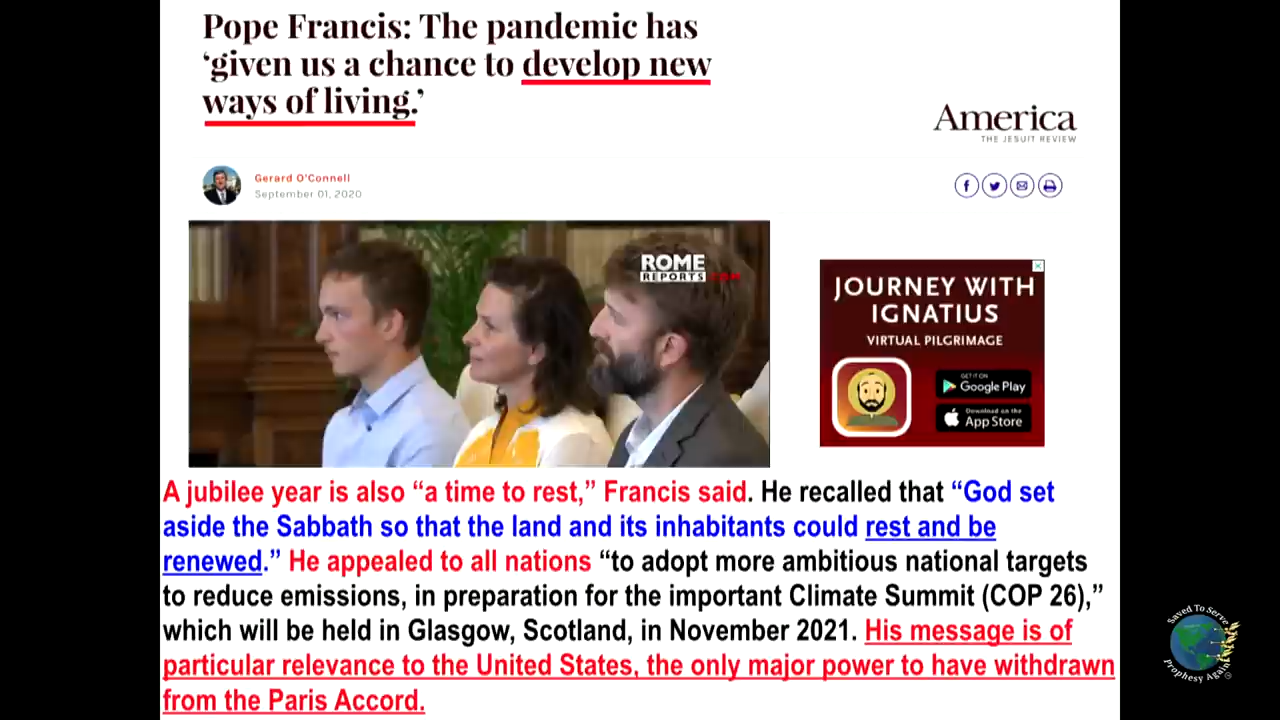 Pope Francis: The pandemic has
‘given us a chance to develop new
ways of living.’
America
THE JESUIT REVIEW
Gerard O'Connell
September 01, 2020
ROME
REPORTS
JOURNEY WITH
IGNATIUS
VIRTUAL PILGRIMAGE
GET IT ON
Google Play
Download on the
App Store
A jubilee year is also “a time to rest,” Francis said. He recalled that “God set
aside the Sabbath so that the land and its inhabitants could rest and be
renewed.” He appealed to all nations “to adopt more ambitious national targets
to reduce emissions, in preparation for the important Climate Summit (COP 26),”
which will be held in Glasgow, Scotland, in November 2021. His message is of
particular relevance to the United States, the only major power to have withdrawn
from the Paris Accord.
Saved To Serve
Prophesy Again